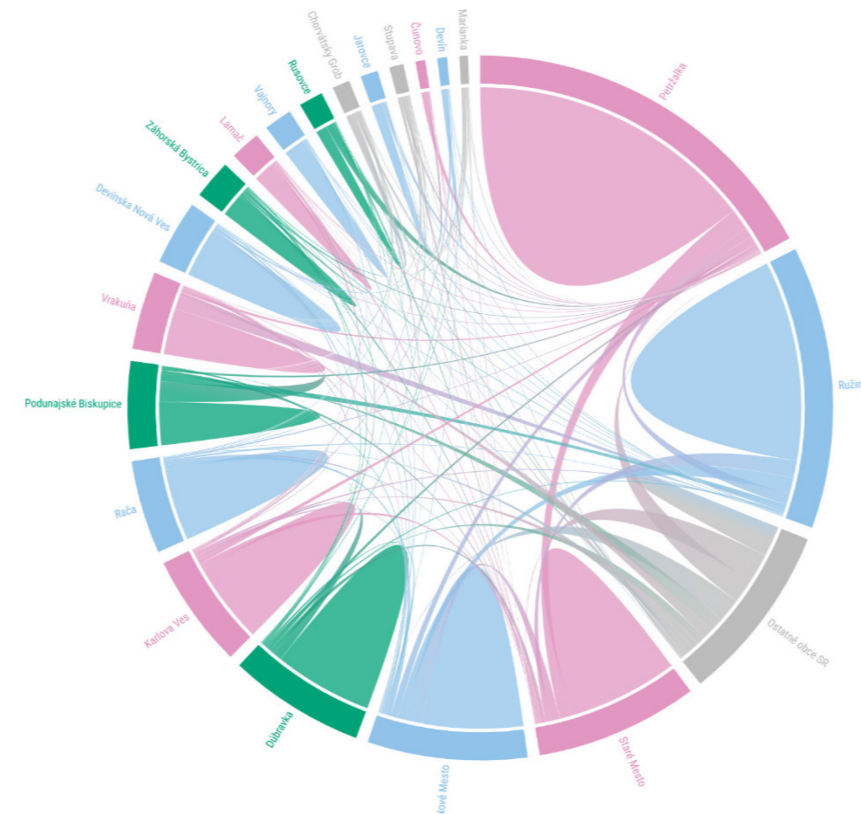 Petržalka
Ružin
Ostatné obce SR
Staré Mesto
Nové Mesto
Dúbravka
Karlova Ves
Rača
Podunajské Biskupice
Vrakuňa
Devínska Nová Ves
Záhorská Bystrica
Lamač
Vajnory
Rusovce
Chorvátsky Grob
Jarovce
Stupava
Čunovo
Devín
Marianka